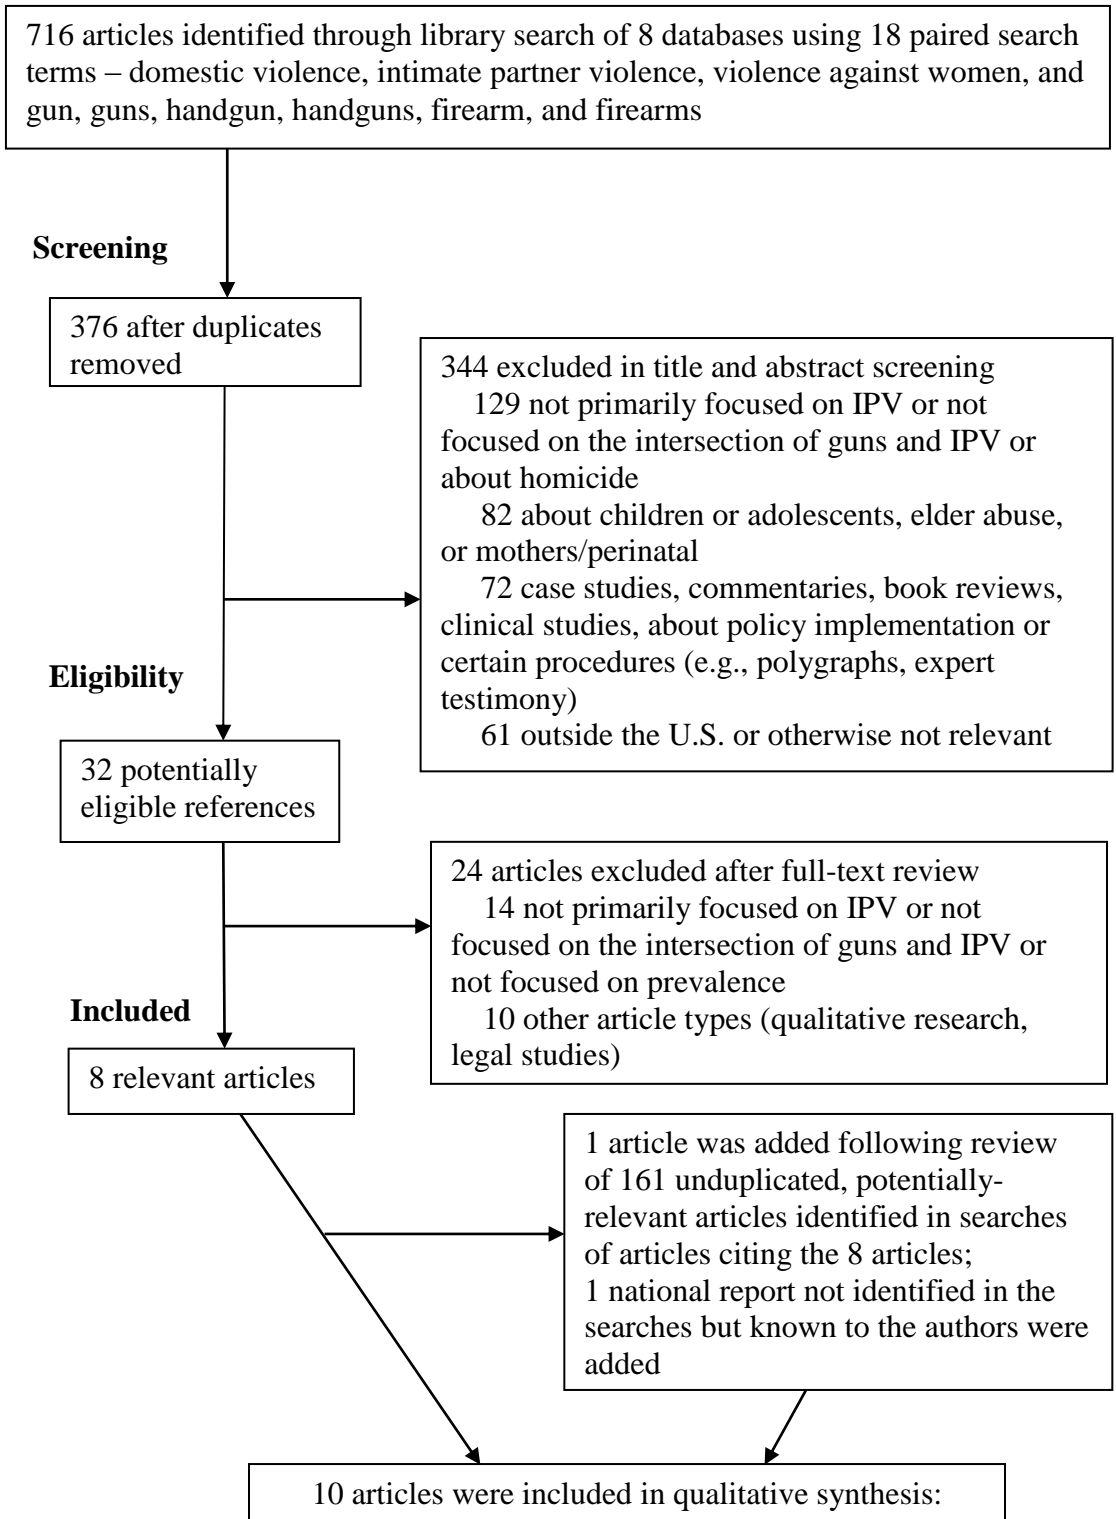 716 articles identified through library search of 8 databases using 18 paired search
terms – domestic violence, intimate partner violence, violence against women, and
gun, guns, handgun, handguns, firearm, and firearms
Screening
376 after duplicates
removed
344 excluded in title and abstract screening
129 not primarily focused on IPV or not
focused on the intersection of guns and IPV or
about homicide
82 about children or adolescents, elder abuse,
or mothers/perinatal
72 case studies, commentaries, book reviews,
clinical studies, about policy implementation or
certain procedures (e.g., polygraphs, expert
testimony)
61 outside the U.S. or otherwise not relevant
Eligibility
32 potentially
eligible references
24 articles excluded after full-text review
14 not primarily focused on IPV or not
focused on the intersection of guns and IPV or
not focused on prevalence
10 other article types (qualitative research,
legal studies)
Included
8 relevant articles
1 article was added following review
of 161 unduplicated, potentially-
relevant articles identified in searches
of articles citing the 8 articles;
1 national report not identified in the
searches but known to the authors were
added
10 articles were included in qualitative synthesis: